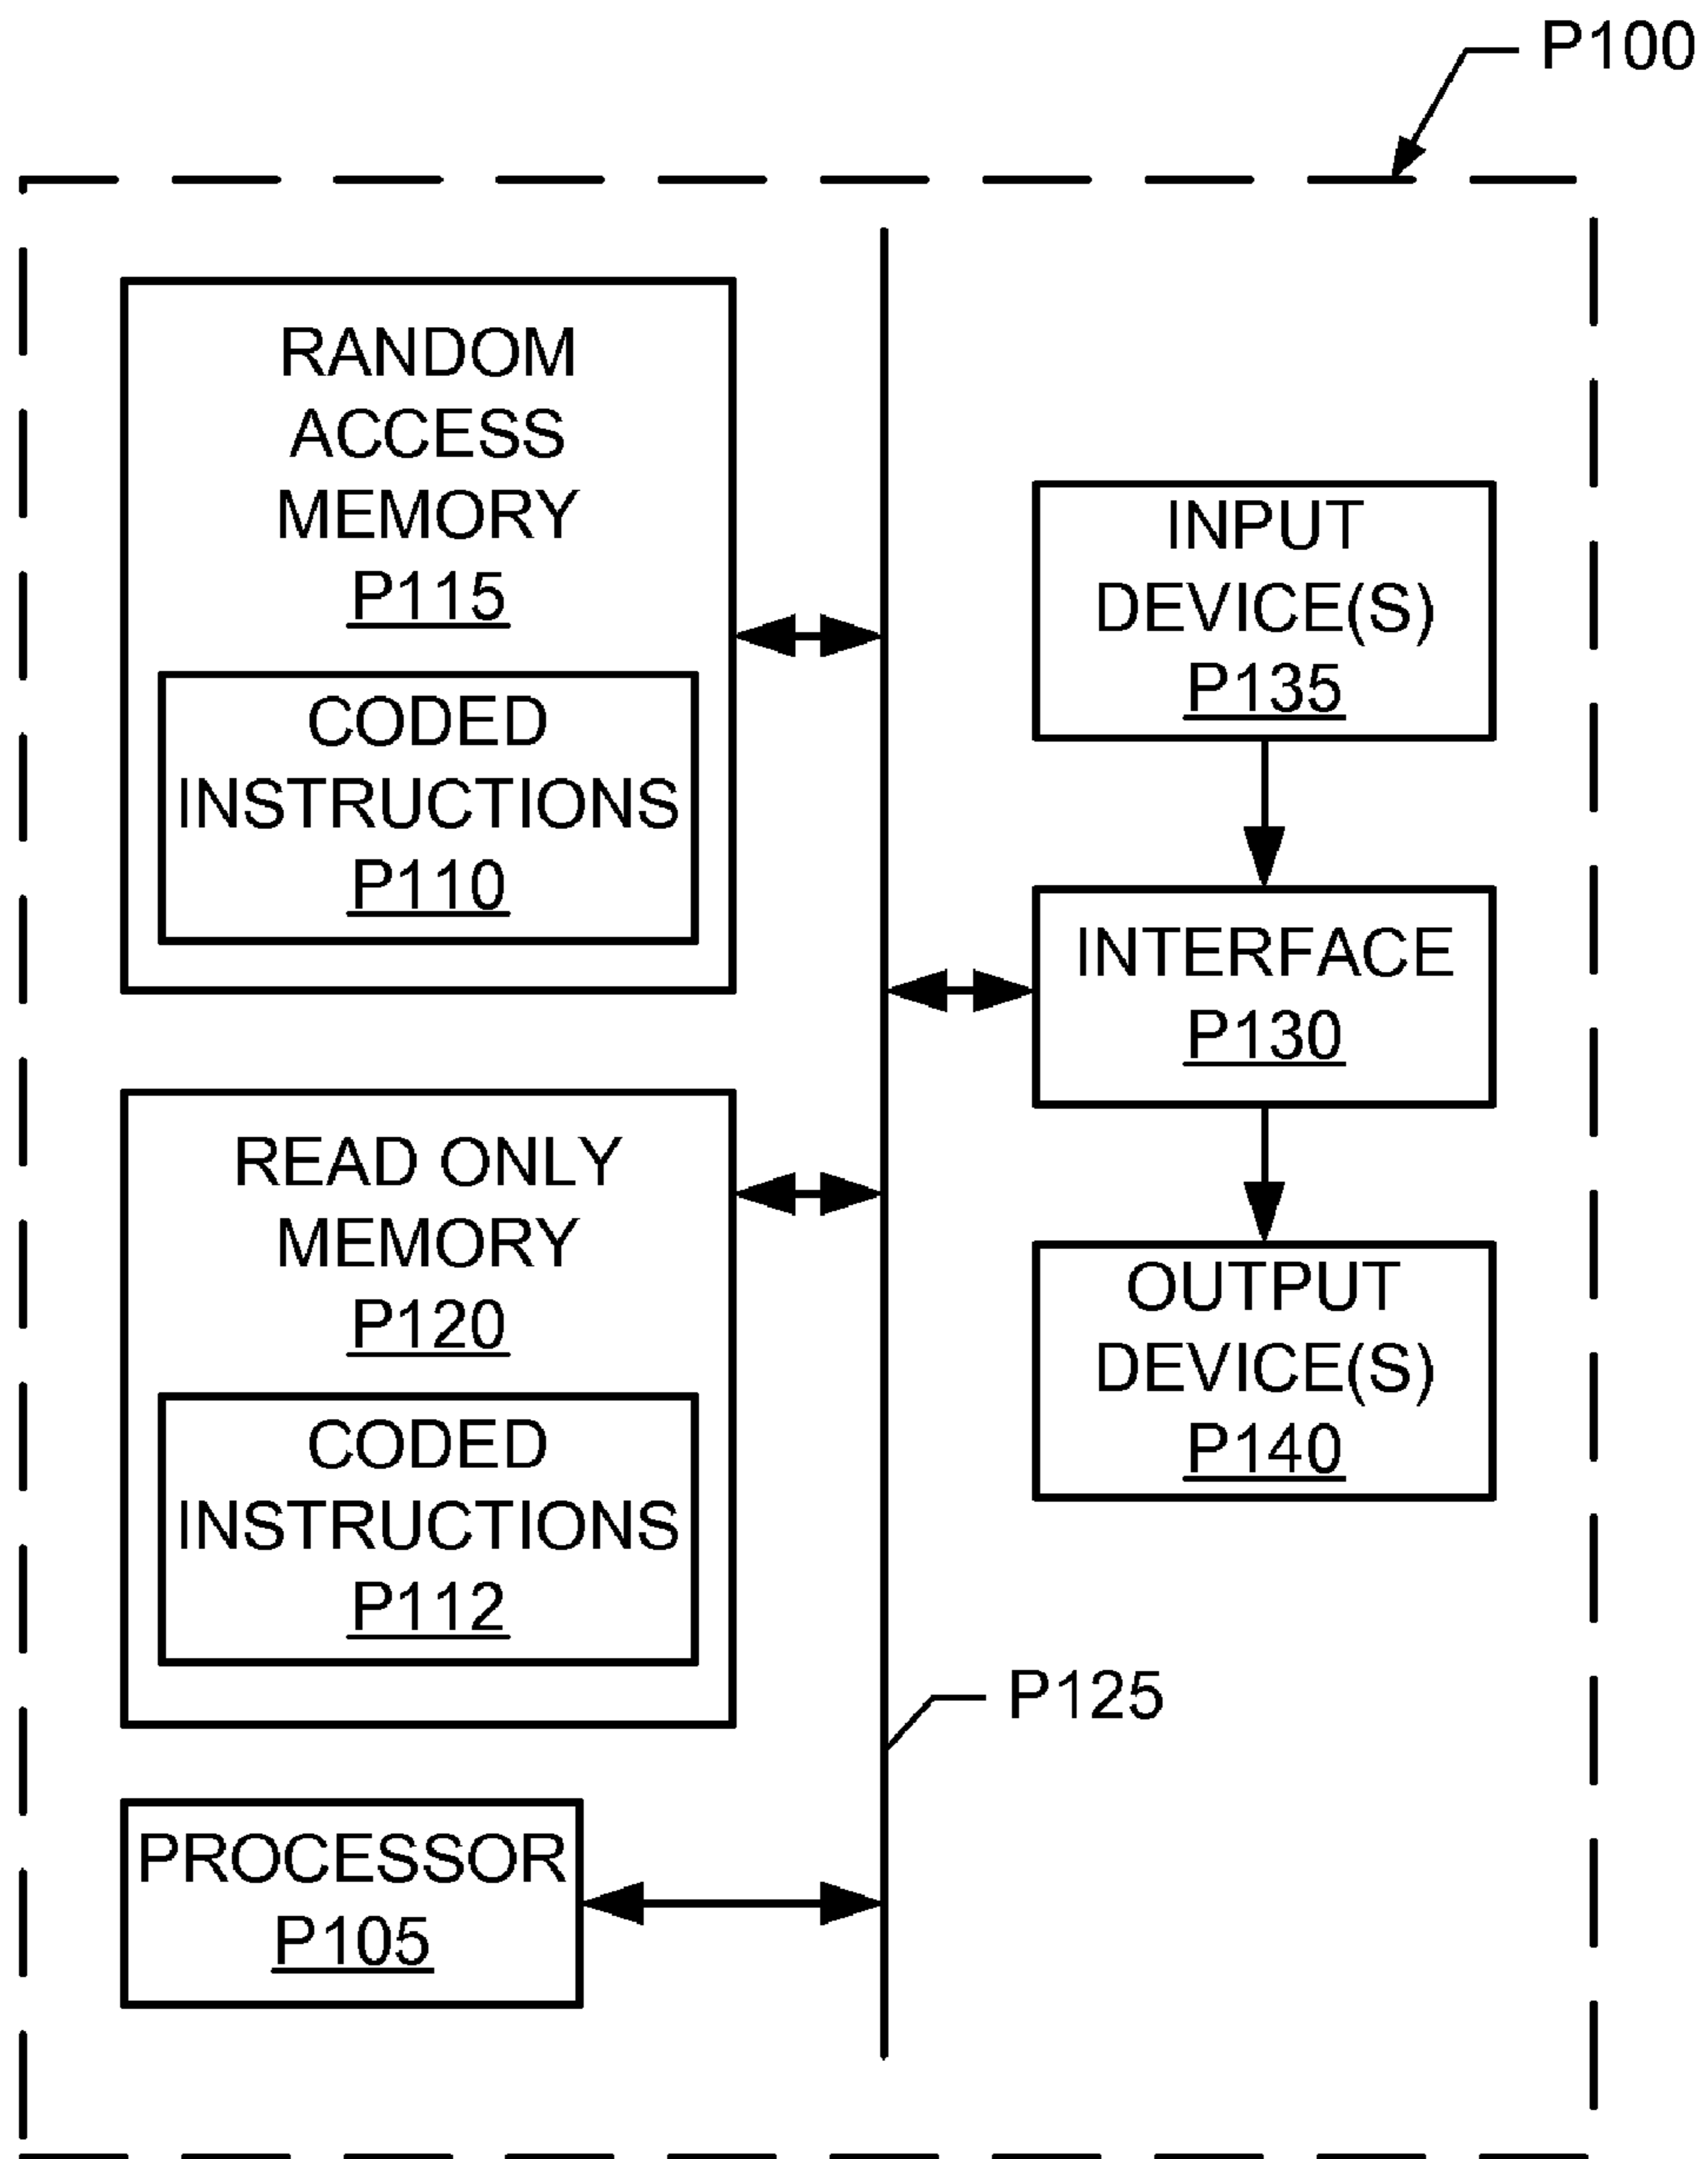 P100
RANDOM
ACCESS
MEMORY
P115
CODED
INSTRUCTIONS
P110
READ ONLY
MEMORY
P120
CODED
INSTRUCTIONS
P112
PROCESSOR
P105
INPUT
DEVICE(S)
P135
INTERFACE
P130
OUTPUT
DEVICE(S)
P140
P125